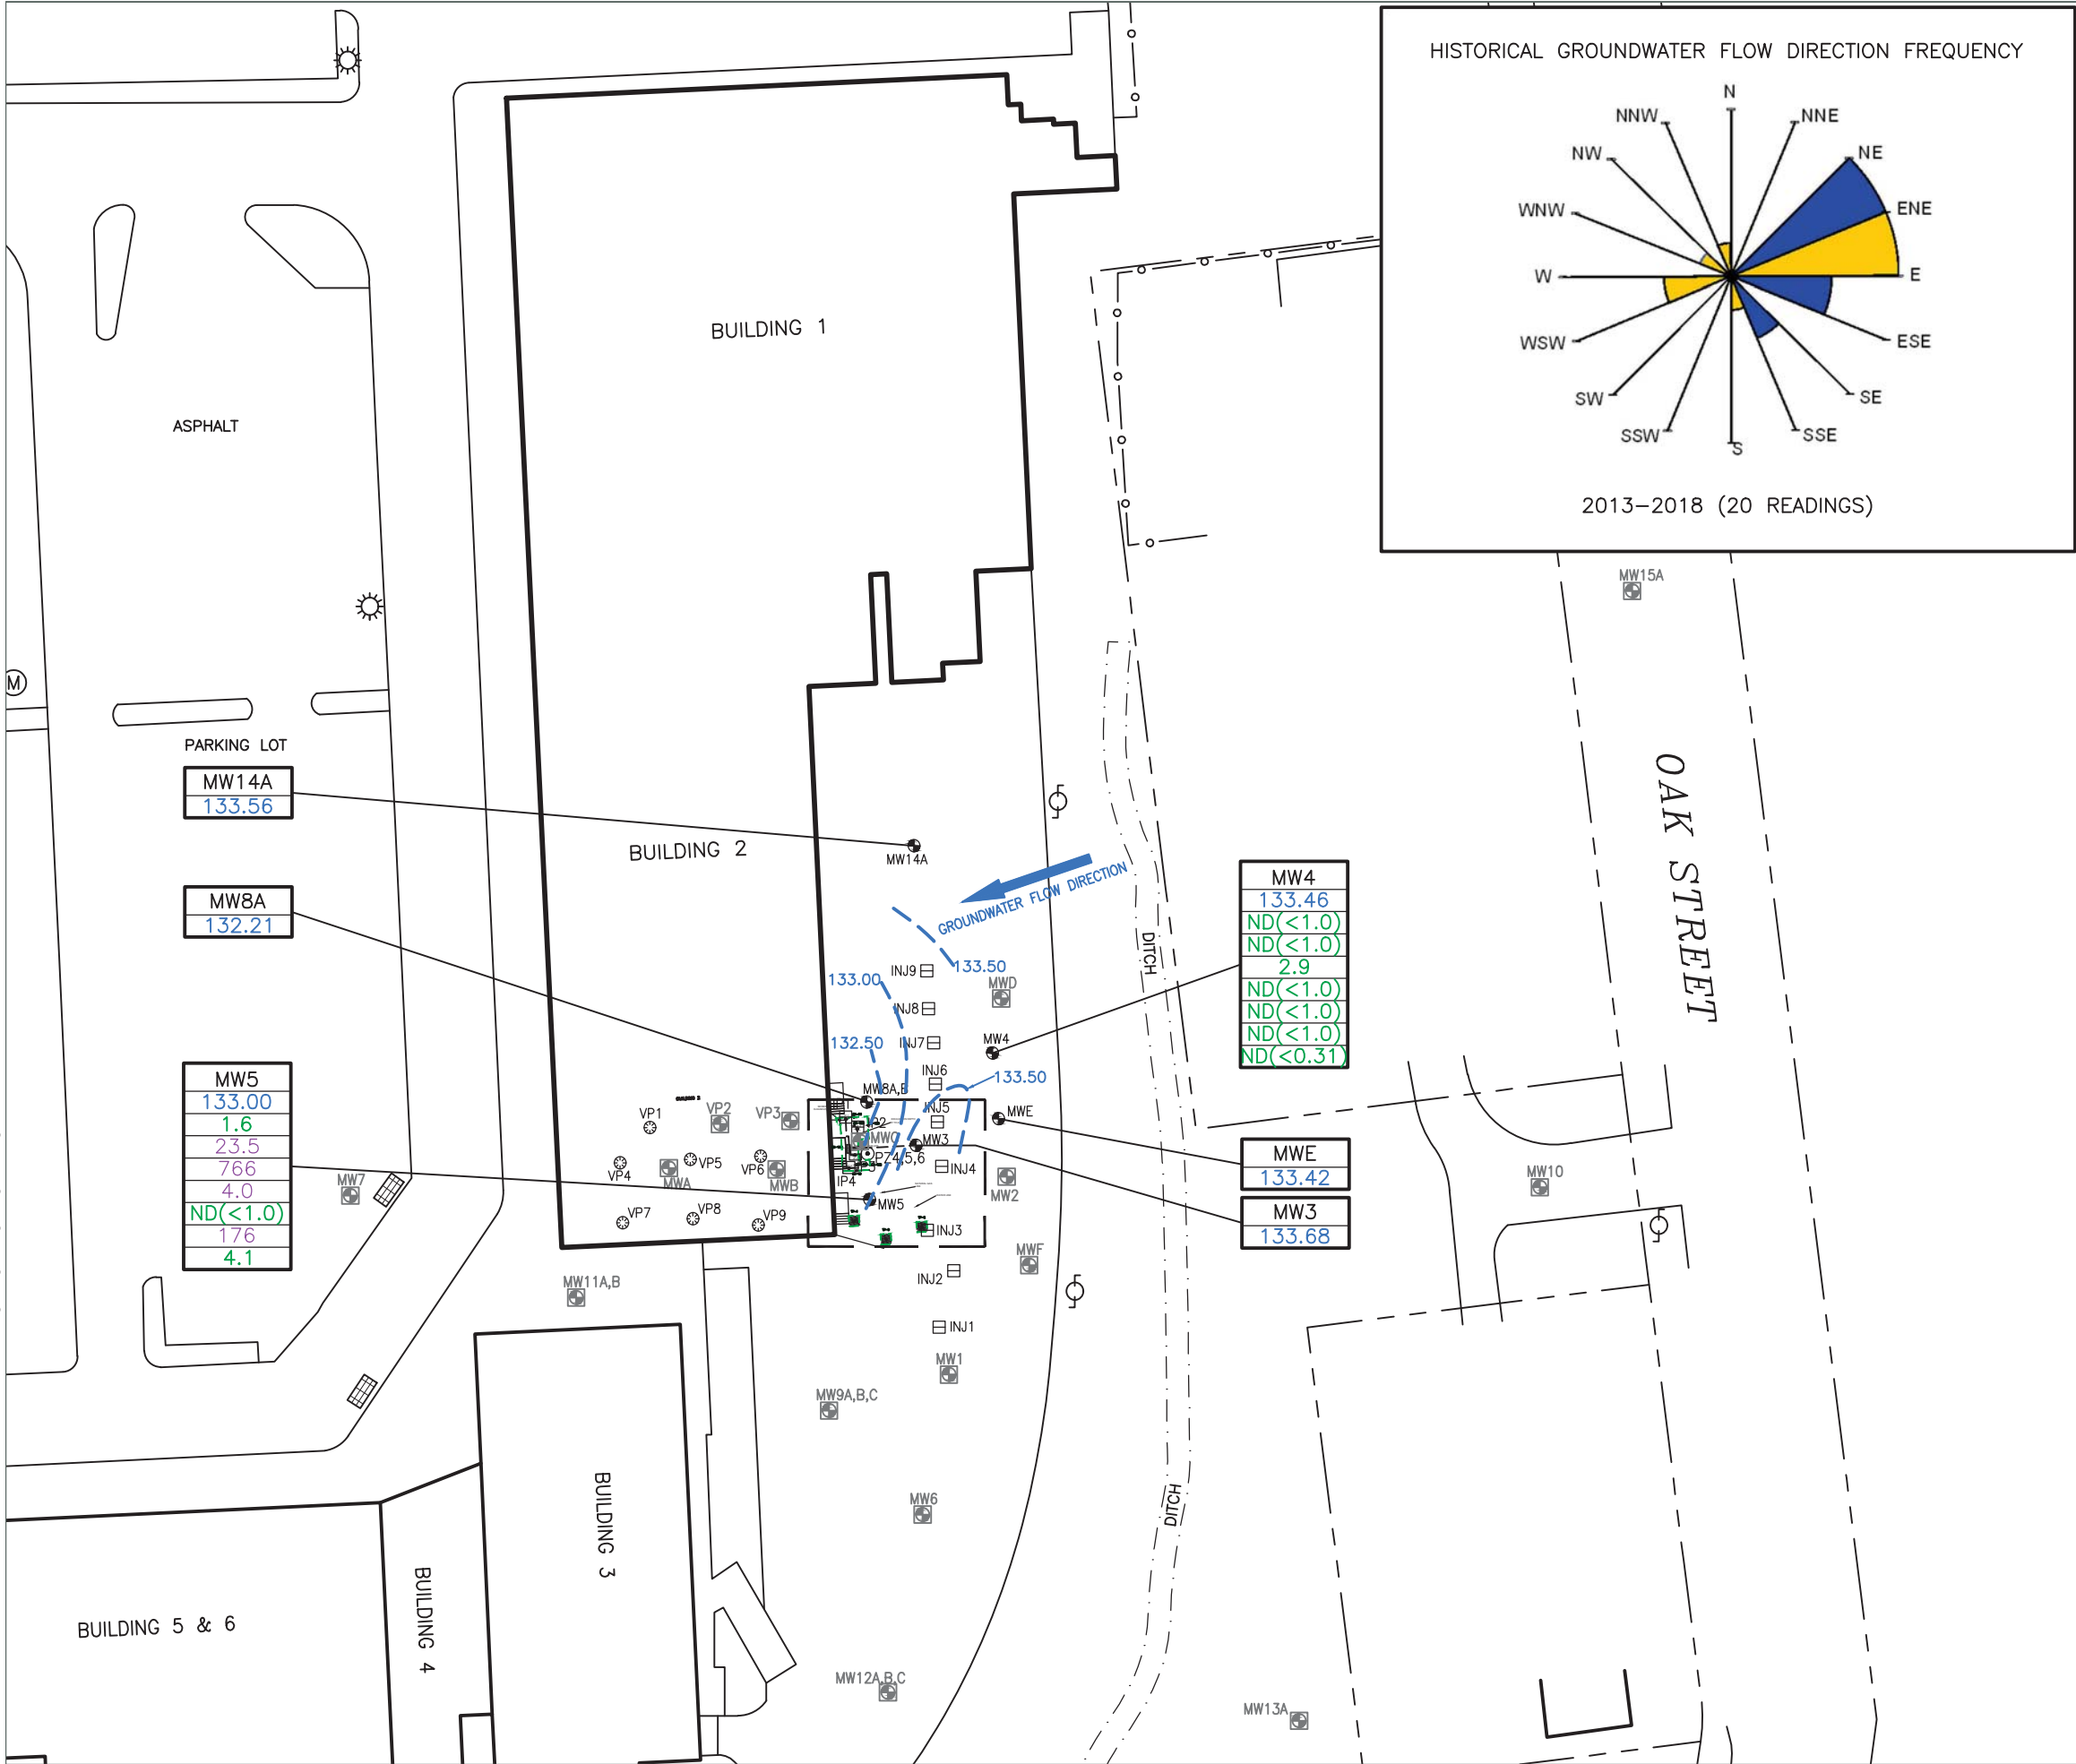 HISTORICAL GROUNDWATER FLOW DIRECTION FREQUENCY
N
NNW
NNE
NW
NE
WNW
ENE
W
E
WSW
ESE
SW
SE
SSW
SSE
S
2013-2018 (20 READINGS)
BUILDING 1
ASPHALT
M
MW15A
PARKING LOT
MW14A
133.56
BUILDING 2
MW14A
OAK STREET
GROUNDWATER FLOW DIRECTION
MW8A
132.21
MW4
133.46
ND(<1.0)
ND(<1.0)
2.9
ND(<1.0)
ND(<1.0)
ND(<1.0)
ND(<0.31)
DITCH
INJ9
133.50
133.00
MWD
INJ8
132.50
INJ7
MW4
INJ6
133.50
MW8A,B
MW5
133.00
1.6
23.5
766
4.0
ND(<1.0)
176
4.1
VP1
VP2
VP3
INJ5
MWE
MWC
MW3
PZ4,5,6
VP4
VP5
VP6
MWA
MWB
IP4
INJ4
MW2
MWE
133.42
MW3
133.68
MW10
MW7
MW5
VP7
VP8
VP9
INJ3
MWF
INJ2
MW11A,B
INJ1
MW1
MW9A,B,C
MW6
DITCH
BUILDING 3
BUILDING 4
BUILDING 5 & 6
MW12A,B,C
MW13A